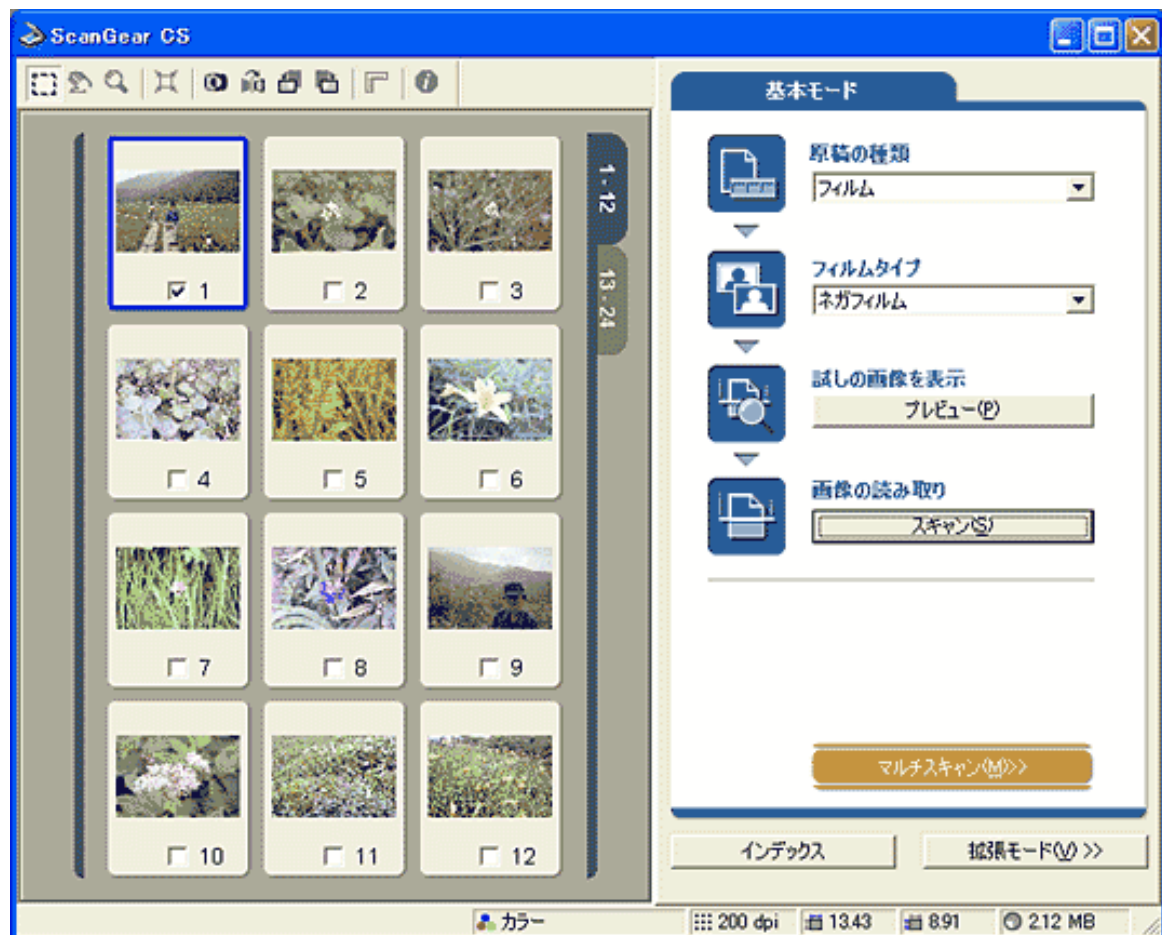 ScanGear CS
基本モード
1 - 12
13 - 24
1
2
3
4
5
6
7
8
9
10
11
12
原稿の種類
フィルム
フィルムタイプ
ネガフィルム
試しの画像を表示
プレビュー(P)
画像の読み取り
スキャン(S)
マルチスキャン(M)>>
インデックス
拡張モード(V) >>
カラー
200 dpi
13.43
8.91
2.12 MB